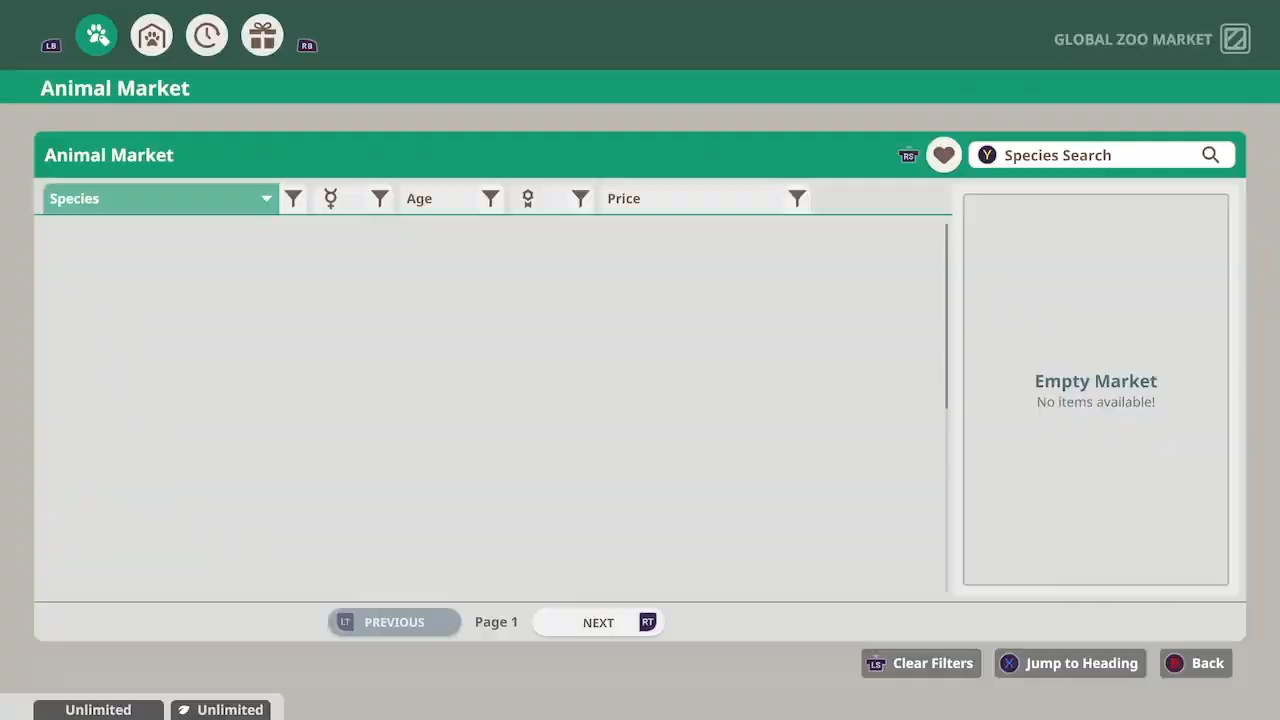 LB
RB
GLOBAL ZOO MARKET
Animal Market
Animal Market
RS
Y Species Search
Species
Age
Price
Empty Market
No items available!
LT PREVIOUS
Page 1
NEXT RT
LS Clear Filters
X Jump to Heading
B Back
Unlimited
Unlimited